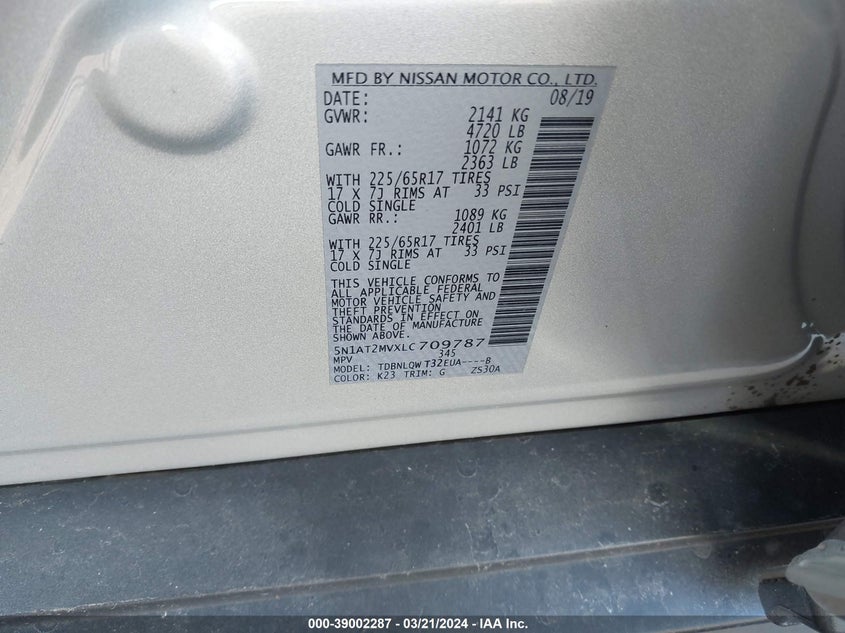 MFD BY NISSAN MOTOR CO., LTD.
DATE: 08/19
GVWR: 2141 KG
4720 LB
GAWR FR.: 1072 KG
2363 LB
WITH 225/65R17 TIRES
17 X 7J RIMS AT 33 PSI
COLD SINGLE
GAWR RR.: 1089 KG
2401 LB
WITH 225/65R17 TIRES
17 X 7J RIMS AT 33 PSI
COLD SINGLE
THIS VEHICLE CONFORMS TO
ALL APPLICABLE FEDERAL
MOTOR VEHICLE SAFETY AND
THEFT PREVENTION
STANDARDS IN EFFECT ON
THE DATE OF MANUFACTURE
SHOWN ABOVE.
5N1AT2MVXLC709787
MPV 345
MODEL: TDBNLQW T32EUA----B
COLOR: K23 TRIM: G ZS30A
000-39002287 - 03/21/2024 - IAA Inc.